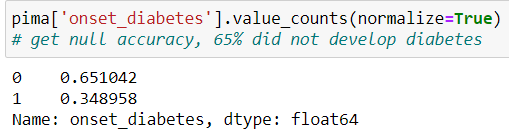 pima['onset_diabetes'].value_counts(normalize=True)
# get null accuracy, 65% did not develop diabetes
0    0.651042
1    0.348958
Name: onset_diabetes, dtype: float64